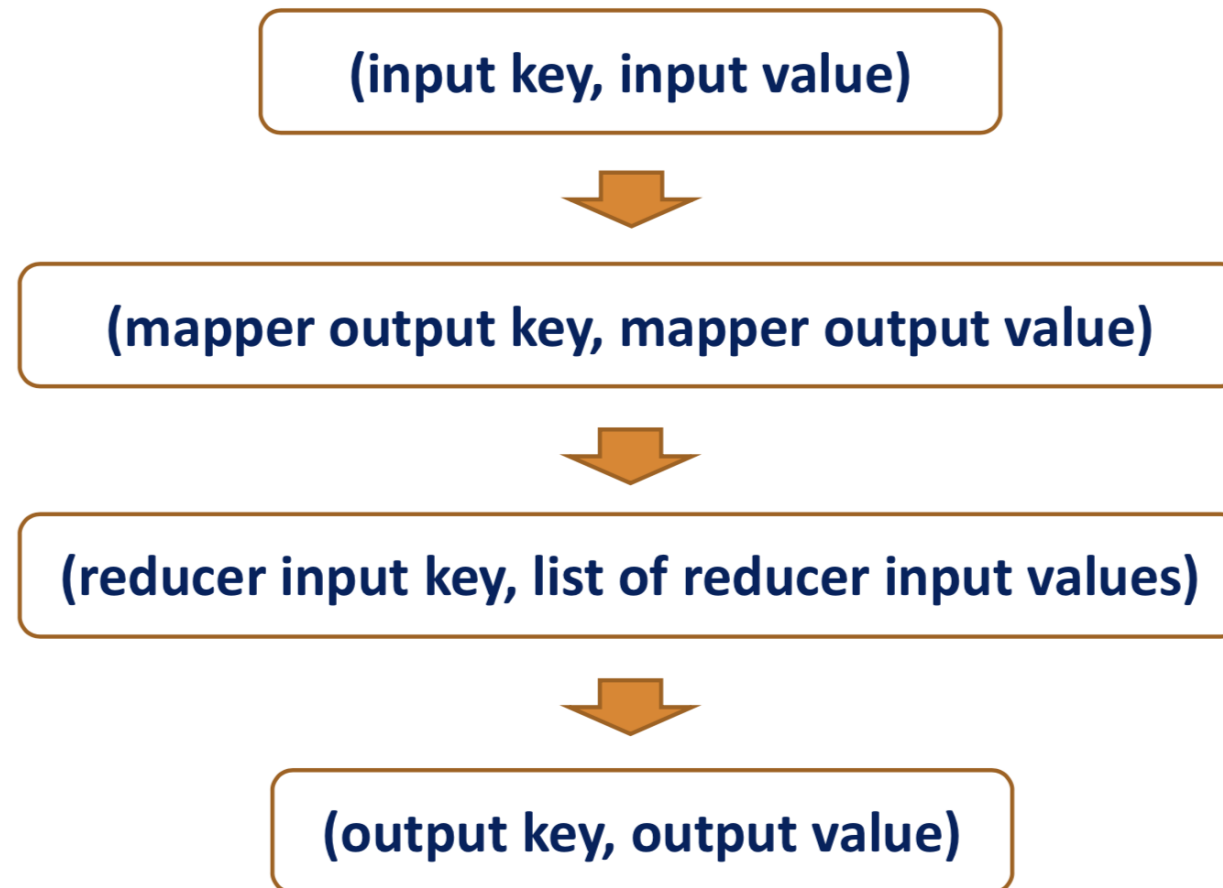 (input key, input value)
(mapper output key, mapper output value)
(reducer input key, list of reducer input values)
(output key, output value)